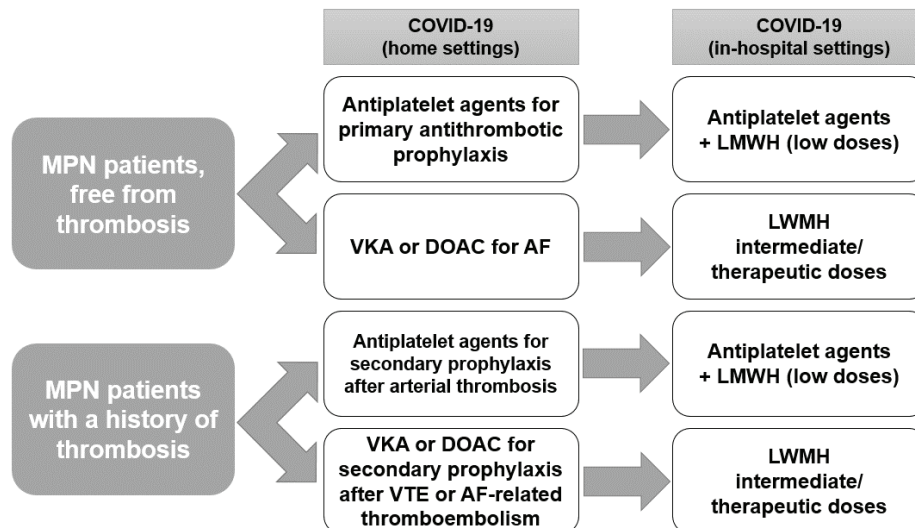 COVID-19
(home settings)
COVID-19
(in-hospital settings)
MPN patients,
free from
thrombosis
Antiplatelet agents for
primary antithrombotic
prophylaxis
Antiplatelet agents
+ LMWH (low doses)
VKA or DOAC for AF
LWMH
intermediate/
therapeutic doses
MPN patients
with a history of
thrombosis
Antiplatelet agents for
secondary prophylaxis
after arterial thrombosis
Antiplatelet agents
+ LMWH (low doses)
VKA or DOAC for
secondary prophylaxis
after VTE or AF-related
thromboembolism
LWMH
intermediate/
therapeutic doses